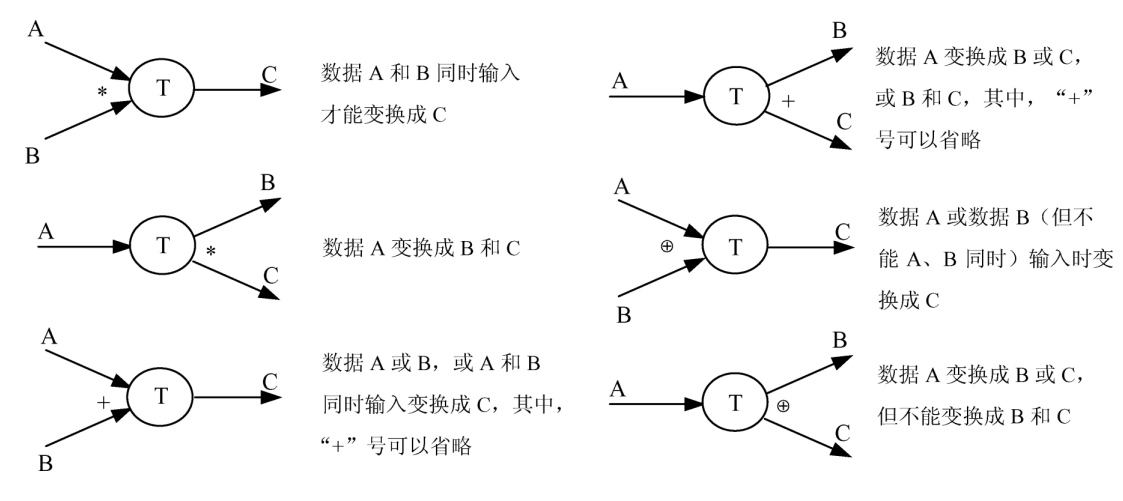 A
B
*
T
C
数据 A 和 B 同时输入
才能变换成 C
A
T
B
*
C
数据 A 变换成 B 和 C
A
B
+
T
C
数据 A 或 B，或 A 和 B
同时输入变换成 C，其中，
“+”号可以省略
A
T
B
+
C
数据 A 变换成 B 或 C，
或 B 和 C，其中，“+”
号可以省略
A
B
⊕
T
C
数据 A 或数据 B（但不
能 A、B 同时）输入时变
换成 C
A
T
B
⊕
C
数据 A 变换成 B 或 C，
但不能变换成 B 和 C